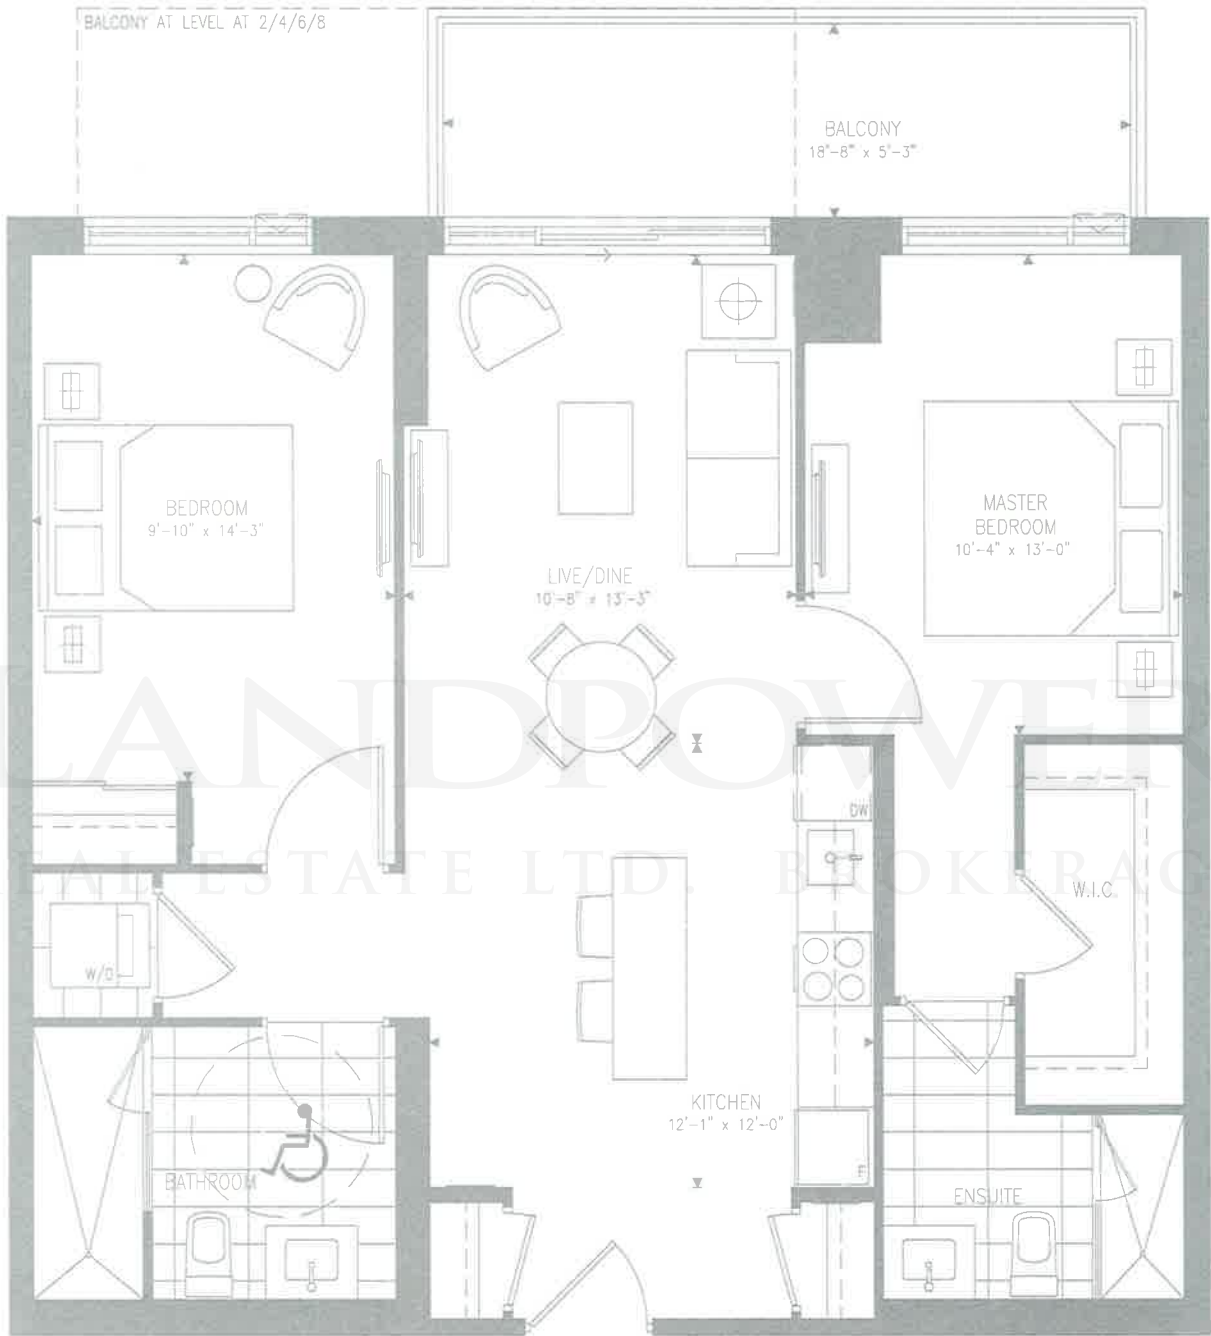 BALCONY AT LEVEL AT 2/4/6/8
BALCONY
18'-8" x 5'-3"
BEDROOM
9'-10" x 14'-3"
MASTER
BEDROOM
10'-4" x 13'-0"
LIVE/DINE
10'-8" x 13'-3"
LANDPOWER
REAL ESTATE LTD. BROKERAG
DW
W.I.C.
W/D
KITCHEN
12'-1" x 12'-0"
F
BATHROOM
ENSUITE